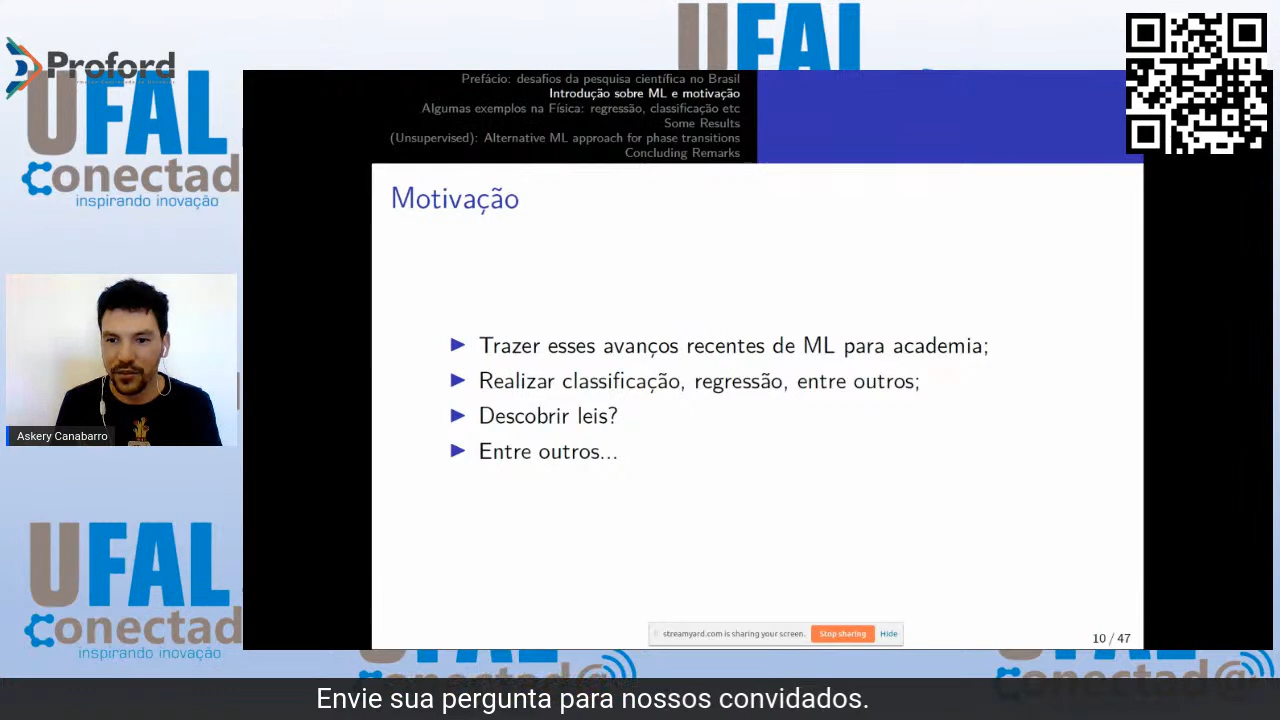 Proford
UFAL
Conectad
inspirando inovação
UFAL
Prefácio: desafios da pesquisa científica no Brasil
Introdução sobre ML e motivação
Algumas exemplos na Física: regressão, classificação etc
Some Results
(Unsupervised): Alternative ML approach for phase transitions
Concluding Remarks
Motivação
▶ Trazer esses avanços recentes de ML para academia;
▶ Realizar classificação, regressão, entre outros;
▶ Descobrir leis?
▶ Entre outros...
Askery Canabarro
UFAL
Conectad
inspirando inovação
streamyard.com is sharing your screen.
Stop sharing
Hide
10 / 47
Conectad@
Conectad@
Envie sua pergunta para nossos convidados.